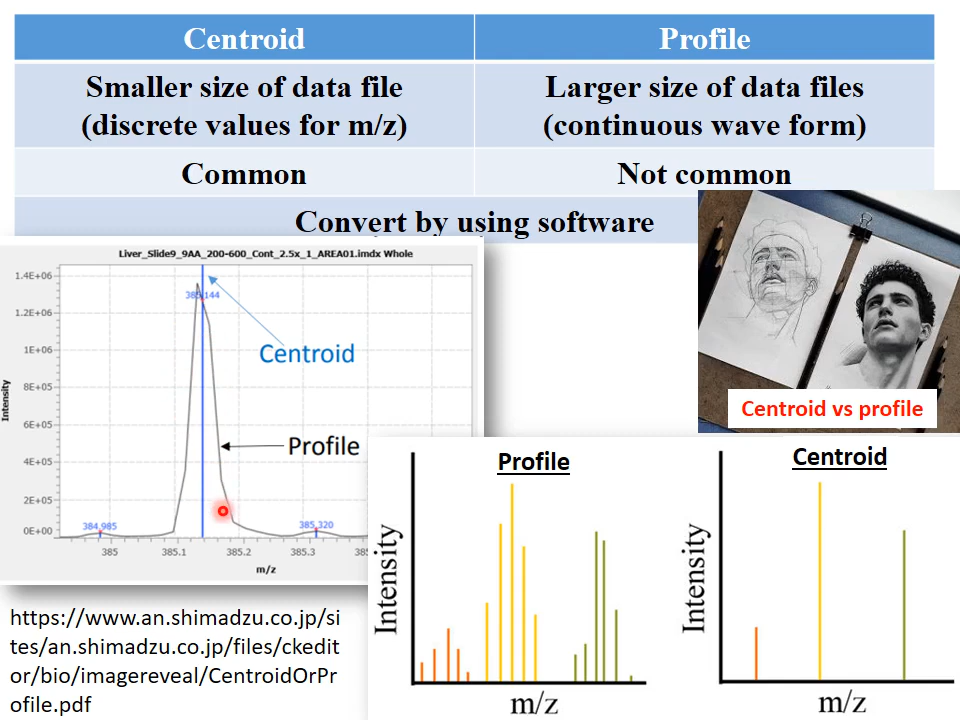 Centroid
Profile
Smaller size of data file
(discrete values for m/z)
Larger size of data files
(continuous wave form)
Common
Not common
Convert by using software
Liver_Slide9_9AA_200-600_Cont_2.5x_1_AREA01.imdx Whole
1.4E+06
1.2E+06
1E+06
8E+05
6E+05
4E+05
2E+05
0E+00
Intensity
385.144
Centroid
Profile
384.985
385.320
385
385.1
385.2
385.3
m/z
Centroid vs profile
Profile
Intensity
m/z
Centroid
Intensity
m/z
https://www.an.shimadzu.co.jp/si
tes/an.shimadzu.co.jp/files/ckedit
or/bio/imagereveal/CentroidOrPr
ofile.pdf